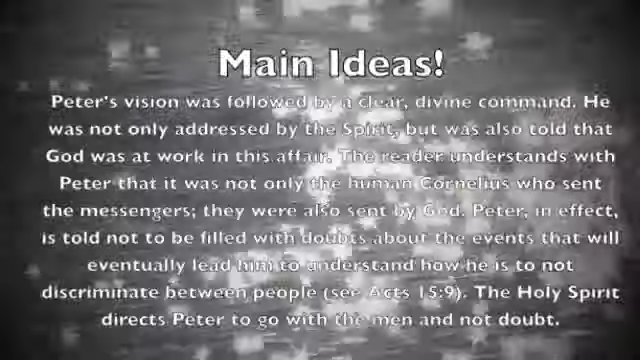 Main Ideas!
Peter's vision was followed by a clear, divine command. He
was not only addressed by the Spirit, but was also told that
God was at work in this affair. The reader understands with
Peter that it was not only the human Cornelius who sent
the messengers; they were also sent by God. Peter, in effect,
is told not to be filled with doubts about the events that will
eventually lead him to understand how he is to not
discriminate between people (see Acts 15:9). The Holy Spirit
directs Peter to go with the men and not doubt.